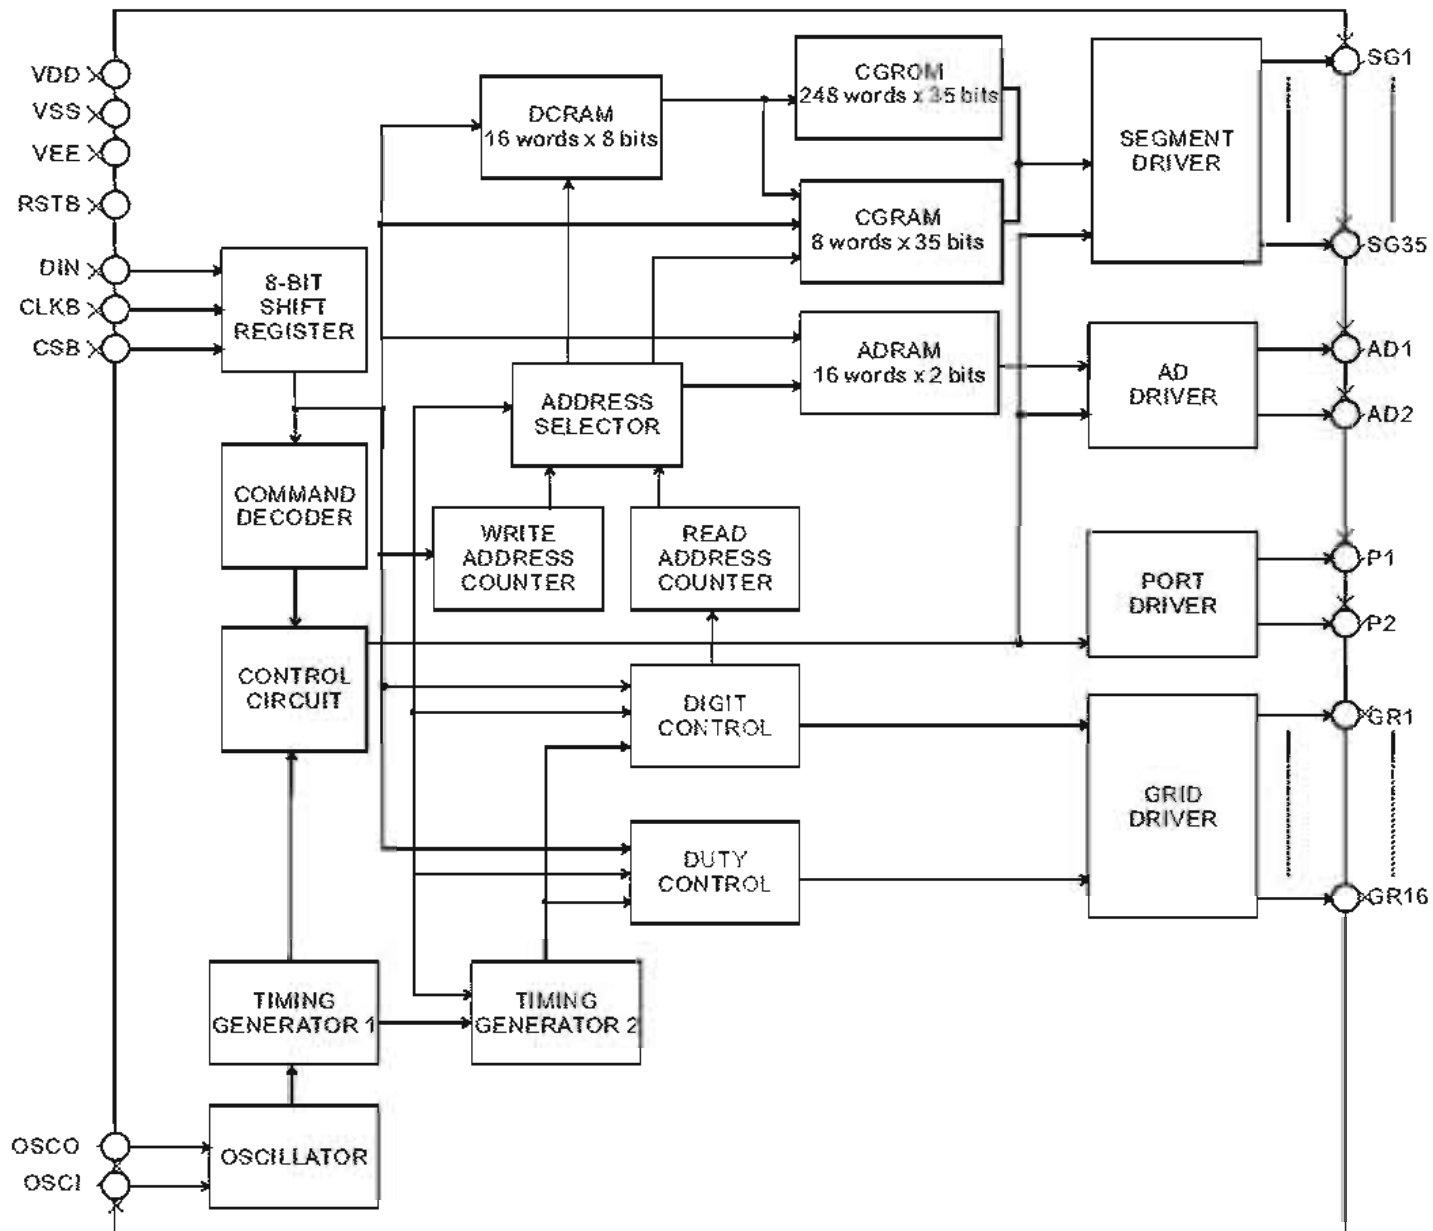 VDD
VSS
VEE
RSTB
DIN
CLKB
CSB
8-BIT
SHIFT
REGISTER
COMMAND
DECODER
CONTROL
CIRCUIT
TIMING
GENERATOR 1
OSCO
OSCI
OSCILLATOR
DCRAM
16 words x 8 bits
ADDRESS
SELECTOR
WRITE
ADDRESS
COUNTER
READ
ADDRESS
COUNTER
DIGIT
CONTROL
DUTY
CONTROL
TIMING
GENERATOR 2
CGROM
248 words x 35 bits
CGRAM
8 words x 35 bits
ADRAM
16 words x 2 bits
SEGMENT
DRIVER
AD
DRIVER
PORT
DRIVER
GRID
DRIVER
SG1
SG35
AD1
AD2
P1
P2
GR1
GR16